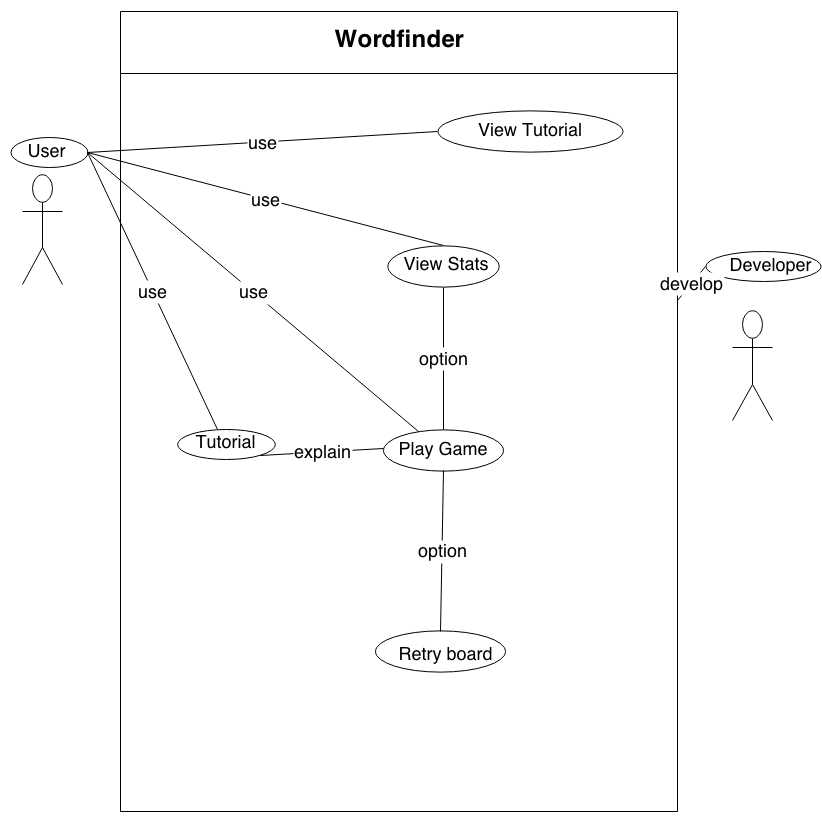 Wordfinder
View Tutorial
User
use
use
View Stats
Developer
develop
use
use
option
Tutorial
explain
Play Game
option
Retry board